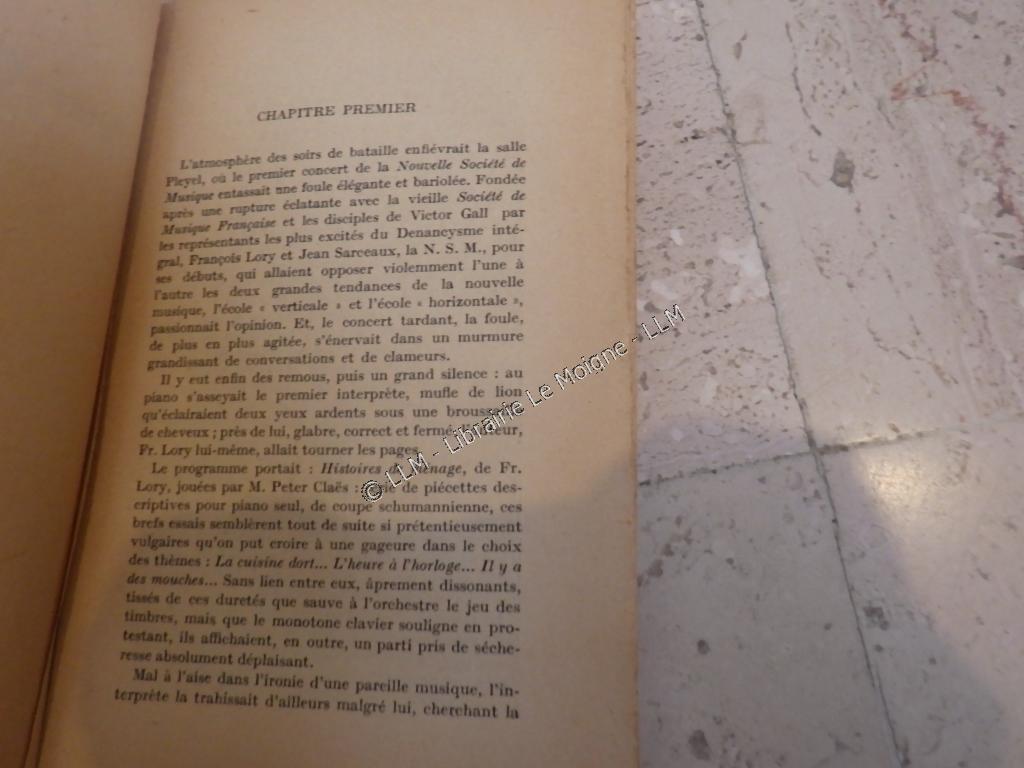 CHAPITRE PREMIER
L'atmosphère des soirs de bataille enfiévrait la salle
Pleyel, où le premier concert de la Nouvelle Société de
Musique entassait une foule élégante et bariolée. Fondée
après une rupture éclatante avec la vieille Société de
Musique Française et les disciples de Victor Gall par
les représentants les plus excités du Denancysme inté-
gral, François Lory et Jean Sarceaux, la N. S. M., pour
ses débuts, qui allaient opposer violemment l'une à
l'autre les deux grandes tendances de la nouvelle
musique, l'école « verticale » et l'école « horizontale »,
passionnait l'opinion. Et, le concert tardant, la foule,
de plus en plus agitée, s'énervait dans un murmure
grandissant de conversations et de clameurs.
Il y eut enfin des remous, puis un grand silence : au
piano s'asseyait le premier interprète, mufle de lion
qu'éclairaient deux yeux ardents sous une broussaille
de cheveux ; près de lui, glabre, correct et fermé,
Fr. Lory lui-même, allait tourner les pages.
Le programme portait : Histoires de Ménage, de Fr.
Lory, jouées par M. Peter Claës : de piécettes des-
criptives pour piano seul, de coupe schumannienne, ces
brefs essais semblèrent tout de suite si prétentieusement
vulgaires qu'on put croire à une gageure dans le choix
des thèmes : La cuisine dort... L'heure à l'horloge... Il y a
des mouches... Sans lien entre eux, âprement dissonants,
tissés de ces duretés que sauve à l'orchestre le jeu des
timbres, mais que le monotone clavier souligne en pro-
testant, ils affichaient, en outre, un parti pris de séche-
resse absolument déplaisant.
Mal à l'aise dans l'ironie d'une pareille musique, l'in-
terprète la trahissait d'ailleurs malgré lui, cherchant la
© LLM - Librairie Le Moigne - LLM